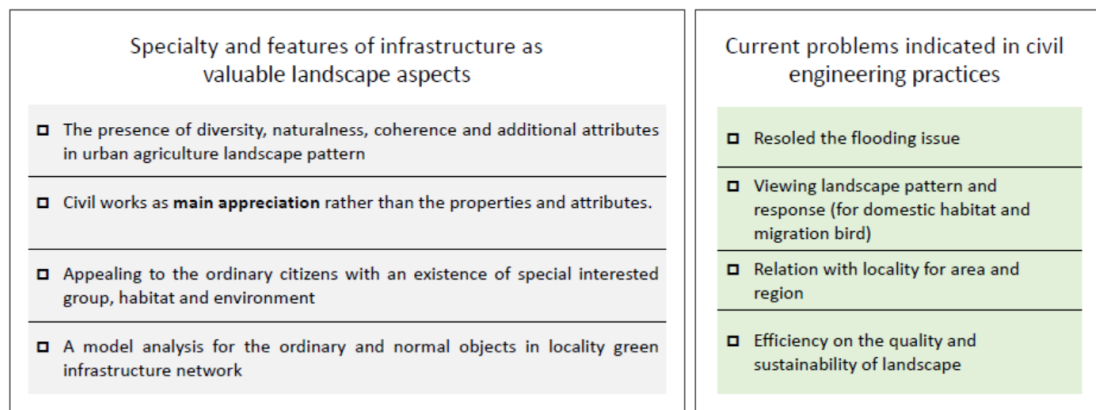 Specialty and features of infrastructure as
valuable landscape aspects
☐ The presence of diversity, naturalness, coherence and additional attributes
in urban agriculture landscape pattern
☐ Civil works as main appreciation rather than the properties and attributes.
☐ Appealing to the ordinary citizens with an existence of special interested
group, habitat and environment
☐ A model analysis for the ordinary and normal objects in locality green
infrastructure network
Current problems indicated in civil
engineering practices
☐ Resoled the flooding issue
☐ Viewing landscape pattern and
response (for domestic habitat and
migration bird)
☐ Relation with locality for area and
region
☐ Efficiency on the quality and
sustainability of landscape